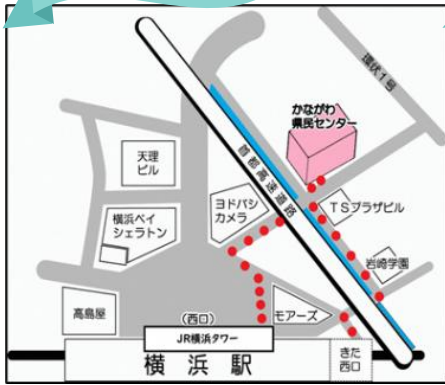 環状1号
かながわ
県民センター
首都高速道路
天理
ビル
ヨドバシ
カメラ
TSプラザビル
横浜ベイ
シェラトン
岩崎学園
高島屋
(西口)
モアーズ
JR横浜タワー
横浜駅
きた
西口